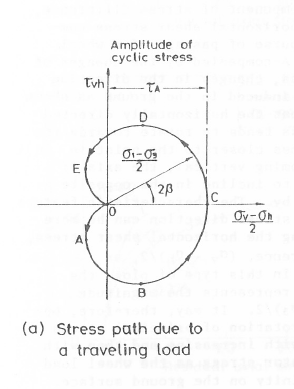 Amplitude of
cyclic stress
τvh
τA
D
σ1-σ3
2
E
2β
O
C
σv-σh
2
A
B
(a) Stress path due to
a traveling load